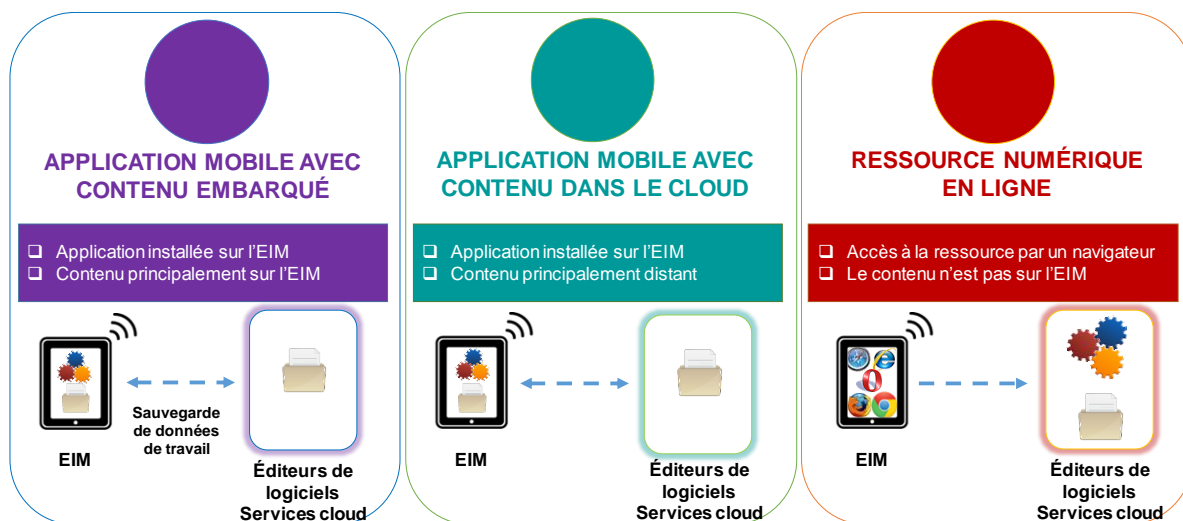 APPLICATION MOBILE AVEC
CONTENU EMBARQUÉ
❑ Application installée sur l'EIM
❑ Contenu principalement sur l'EIM
Sauvegarde
de données
de travail
EIM
Éditeurs de
logiciels
Services cloud
APPLICATION MOBILE AVEC
CONTENU DANS LE CLOUD
❑ Application installée sur l'EIM
❑ Contenu principalement distant
EIM
Éditeurs de
logiciels
Services cloud
RESSOURCE NUMÉRIQUE
EN LIGNE
❑ Accès à la ressource par un navigateur
❑ Le contenu n'est pas sur l'EIM
EIM
Éditeurs de
logiciels
Services cloud